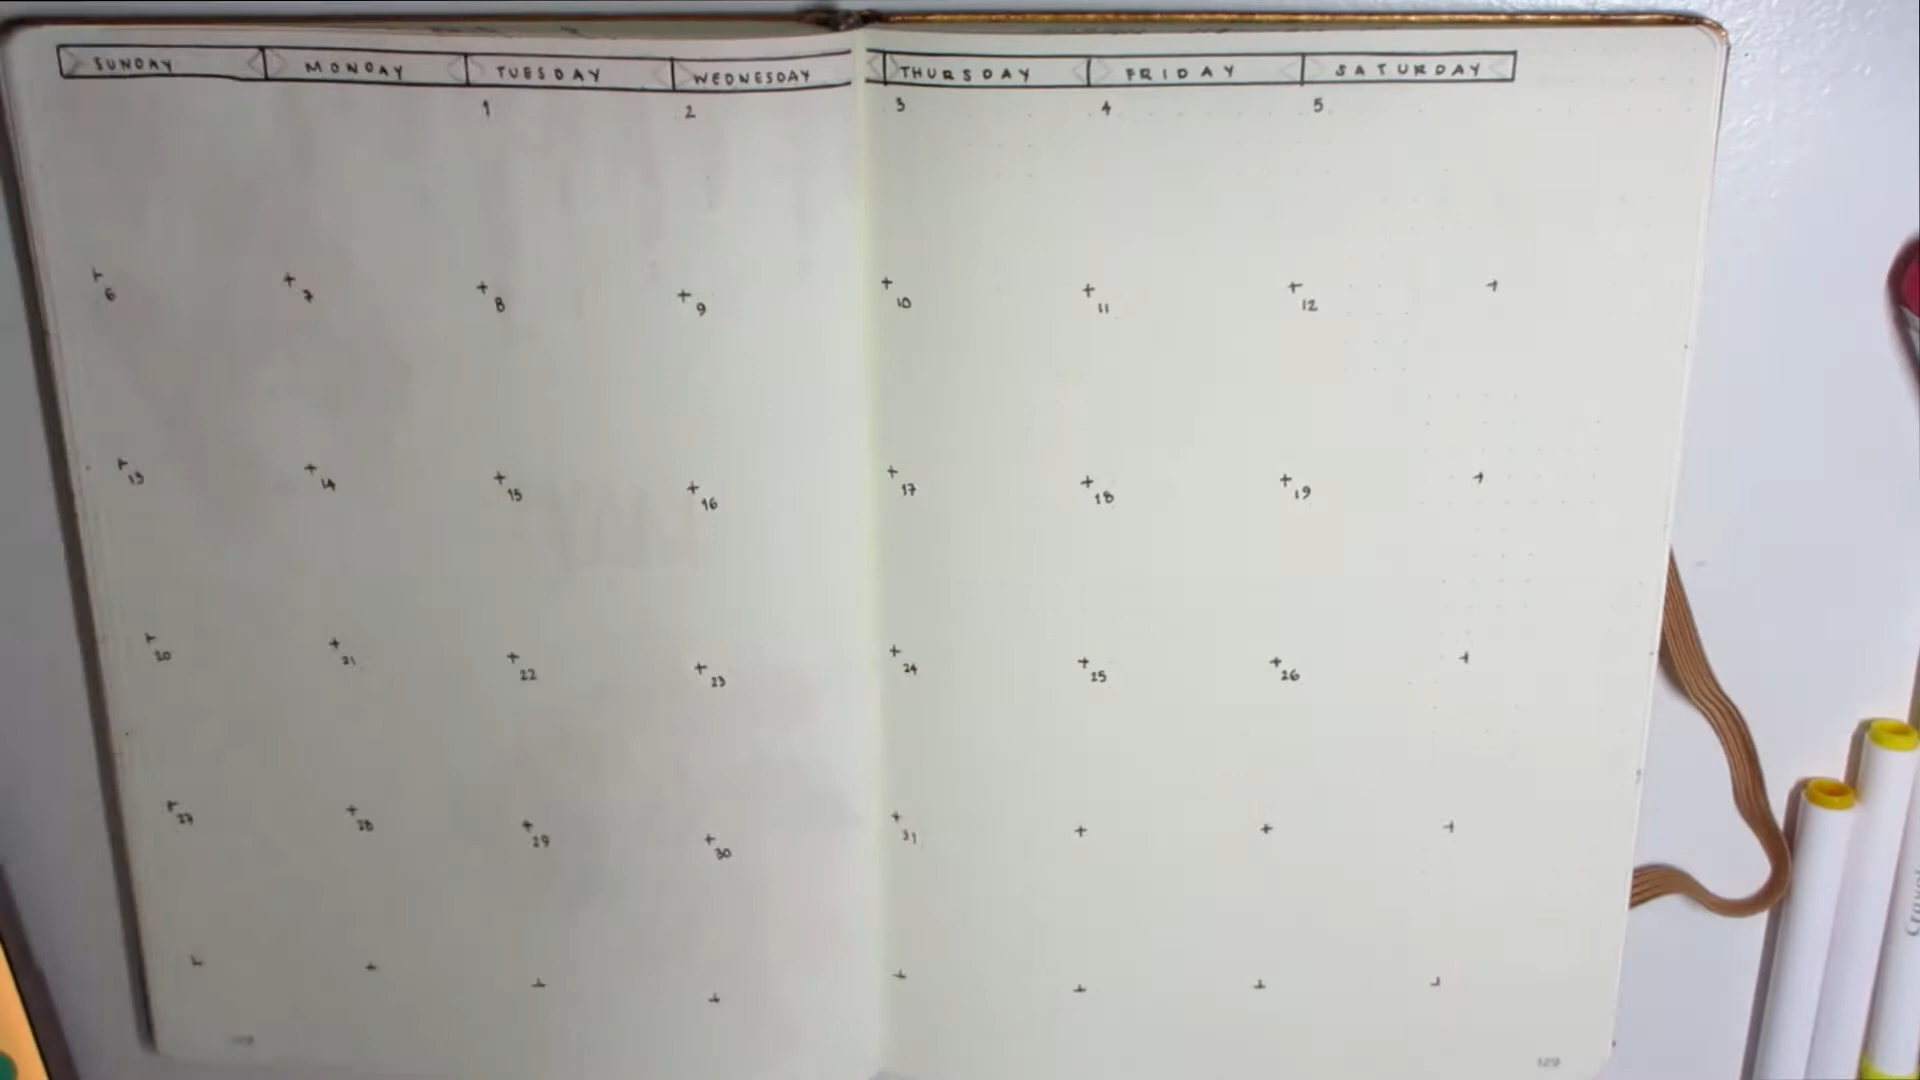 SUNDAY MONDAY TUESDAY WEDNESDAY THURSDAY FRIDAY SATURDAY
1 2 3 4 5
6 7 8 9 10 11 12
13 14 15 16 17 18 19
20 21 22 23 24 25 26
27 28 29 30 31
129